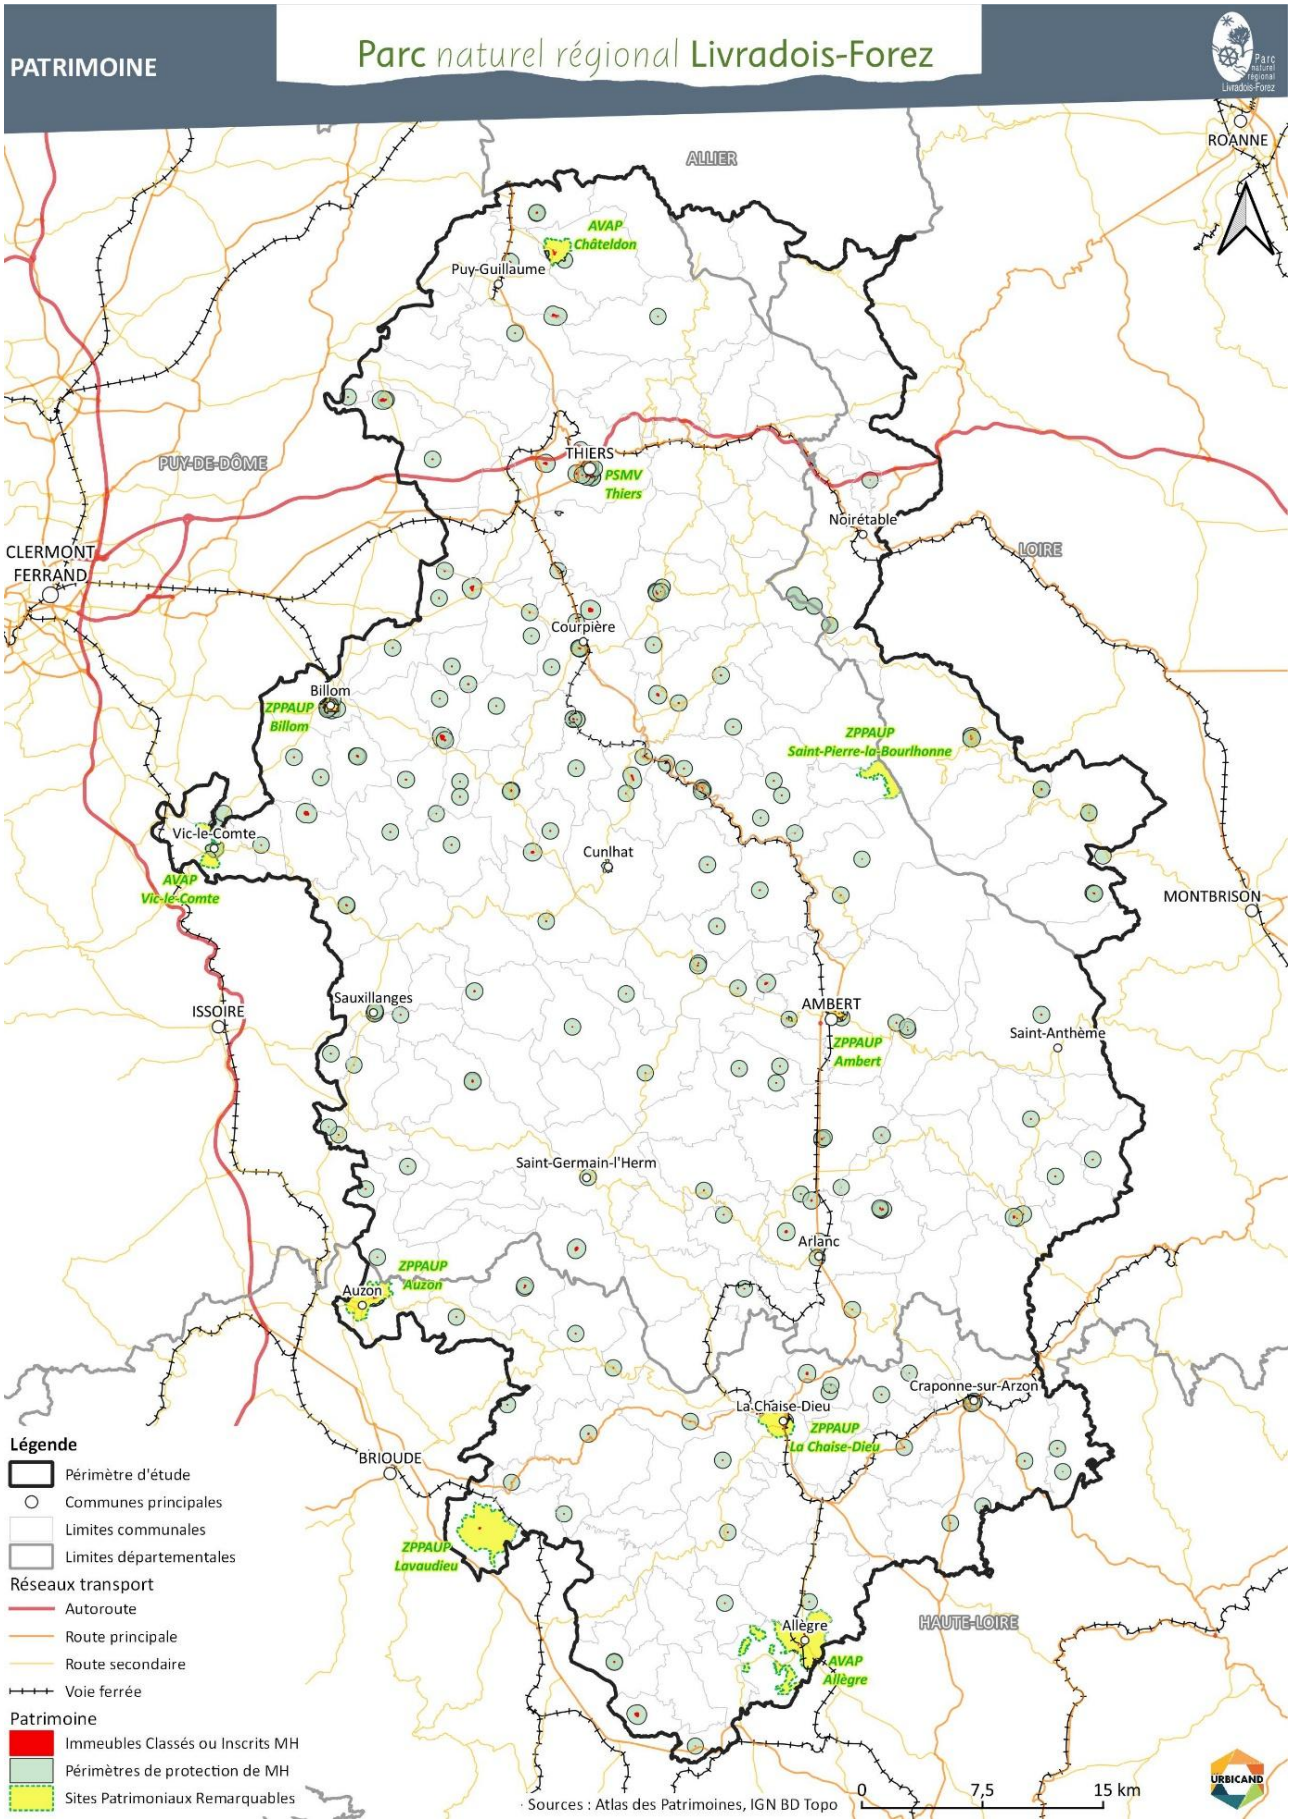 PATRIMOINE
Parc naturel régional Livradois-Forez
Parc
naturel
régional
Livradois-Forez
ROANNE
ALLIER
AVAP
Châteldon
Puy-Guillaume
PUY-DE-DÔME
THIERS
PSMV
Thiers
Noirétable
LOIRE
CLERMONT
FERRAND
Courpière
Billom
ZPPAUP
Billom
ZPPAUP
Saint-Pierre-la-Bourlhonne
Vic-le-Comte
Cunlhat
AVAP
Vic-le-Comte
MONTBRISON
Sauxillanges
ISSOIRE
AMBERT
Saint-Anthème
ZPPAUP
Ambert
Saint-Germain-l'Herm
Arlanc
ZPPAUP
Auzon
Auzon
Craponne-sur-Arzon
La Chaise-Dieu
ZPPAUP
La Chaise-Dieu
BRIOUDE
ZPPAUP
Lavaudieu
HAUTE-LOIRE
Allègre
AVAP
Allègre
Légende
Périmètre d'étude
Communes principales
Limites communales
Limites départementales
Réseaux transport
Autoroute
Route principale
Route secondaire
Voie ferrée
Patrimoine
Immeubles Classés ou Inscrits MH
Périmètres de protection de MH
Sites Patrimoniaux Remarquables
0 7,5 15 km
Sources : Atlas des Patrimoines, IGN BD Topo
URBICAND